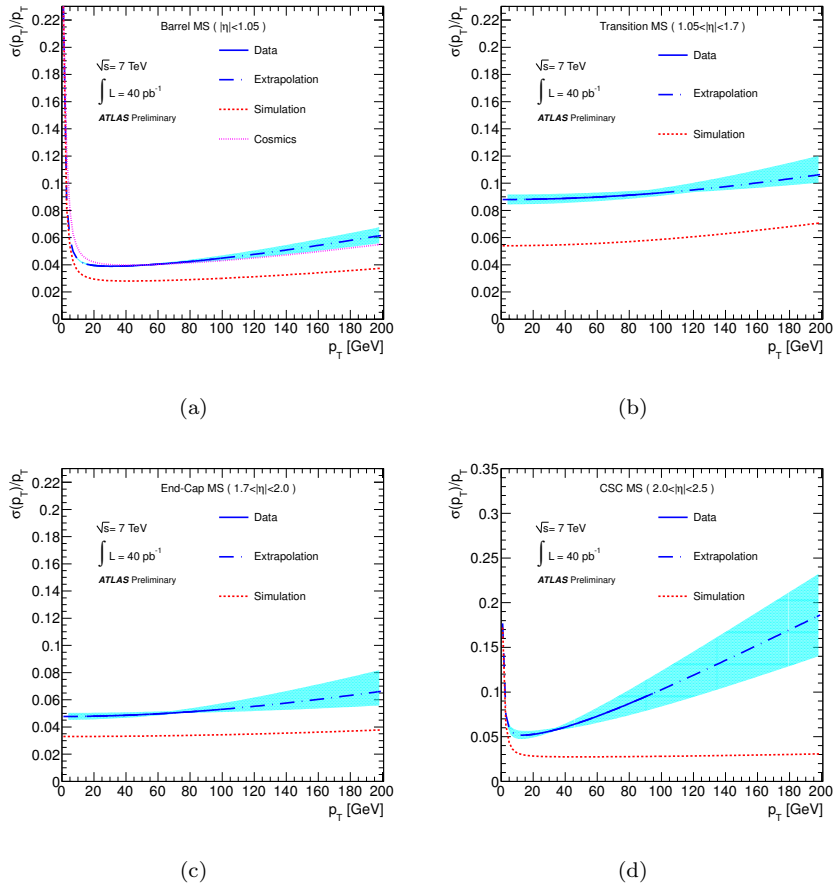 Barrel MS ( |η|<1.05)
√s= 7 TeV
∫ L = 40 pb⁻¹
ATLAS Preliminary
Data
Extrapolation
Simulation
Cosmics
σ(p_T)/p_T
0.22
0.2
0.18
0.16
0.14
0.12
0.1
0.08
0.06
0.04
0.02
0
0 20 40 60 80 100 120 140 160 180 200
p_T [GeV]
(a)
Transition MS ( 1.05<|η|<1.7)
√s= 7 TeV
∫ L = 40 pb⁻¹
ATLAS Preliminary
Data
Extrapolation
Simulation
σ(p_T)/p_T
0.22
0.2
0.18
0.16
0.14
0.12
0.1
0.08
0.06
0.04
0.02
0
0 20 40 60 80 100 120 140 160 180 200
p_T [GeV]
(b)
End-Cap MS ( 1.7<|η|<2.0 )
√s= 7 TeV
∫ L = 40 pb⁻¹
ATLAS Preliminary
Data
Extrapolation
Simulation
σ(p_T)/p_T
0.22
0.2
0.18
0.16
0.14
0.12
0.1
0.08
0.06
0.04
0.02
0
0 20 40 60 80 100 120 140 160 180 200
p_T [GeV]
(c)
CSC MS ( 2.0<|η|<2.5)
√s= 7 TeV
∫ L = 40 pb⁻¹
ATLAS Preliminary
Data
Extrapolation
Simulation
σ(p_T)/p_T
0.35
0.3
0.25
0.2
0.15
0.1
0.05
0
0 20 40 60 80 100 120 140 160 180 200
p_T [GeV]
(d)